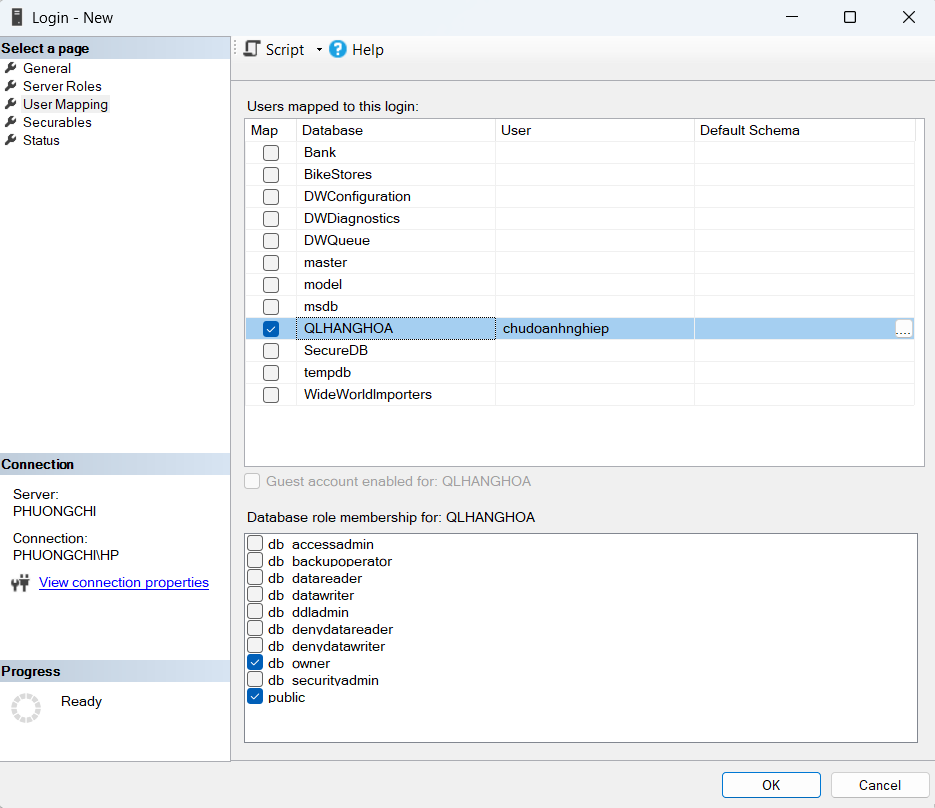 Login - New
Select a page
General
Server Roles
User Mapping
Securables
Status
Script
Help
Users mapped to this login:
Map Database User Default Schema
Bank
BikeStores
DWConfiguration
DWDiagnostics
DWQueue
master
model
msdb
QLHANGHOA chudoanhnghiep ...
SecureDB
tempdb
WideWorldImporters
Guest account enabled for: QLHANGHOA
Database role membership for: QLHANGHOA
db_accessadmin
db_backupoperator
db_datareader
db_datawriter
db_ddladmin
db_denydatareader
db_denydatawriter
db_owner
db_securityadmin
public
Connection
Server:
PHUONGCHI
Connection:
PHUONGCHI\HP
View connection properties
Progress
Ready
OK
Cancel